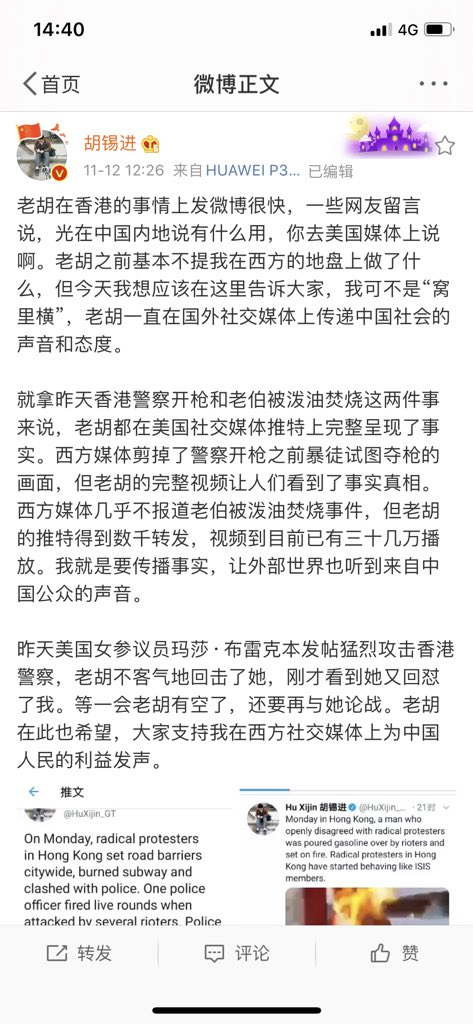 14:40
4G
首页
微博正文
胡锡进
11-12 12:26 来自HUAWEI P3... 已编辑
老胡在香港的事情上发微博很快，一些网友留言
说，光在中国内地说有什么用，你去美国媒体上说
啊。老胡之前基本不提我在西方的地盘上做了什
么，但今天我想应该在这里告诉大家，我可不是“窝
里横”，老胡一直在国外社交媒体上传递中国社会的
声音和态度。
就拿昨天香港警察开枪和老伯被泼油焚烧这两件事
来说，老胡都在美国社交媒体推特上完整呈现了事
实。西方媒体剪掉了警察开枪之前暴徒试图夺枪的
画面，但老胡的完整视频让人们看到了事实真相。
西方媒体几乎不报道老伯被泼油焚烧事件，但老胡
的推特得到数千转发，视频到目前已有三十几万播
放。我就是要传播事实，让外部世界也听到来自中
国公众的声音。
昨天美国女参议员玛莎·布雷克本发帖猛烈攻击香港
警察，老胡不客气地回击了她，刚才看到她又回怼
了我。等一会老胡有空了，还要再与她论战。老胡
在此也希望，大家支持我在西方社交媒体上为中国
人民的利益发声。
推文
@HuXijin_GT
On Monday, radical protesters
in Hong Kong set road barriers
citywide, burned subway and
clashed with police. One police
officer fired live rounds when
attacked by several rioters. Police
Hu Xijin 胡锡进 @HuXijin_... · 21时
Monday in Hong Kong, a man who
openly disagreed with radical protesters
was poured gasoline over by rioters and
set on fire. Radical protesters in Hong
Kong have started behaving like ISIS
members.
转发
评论
赞